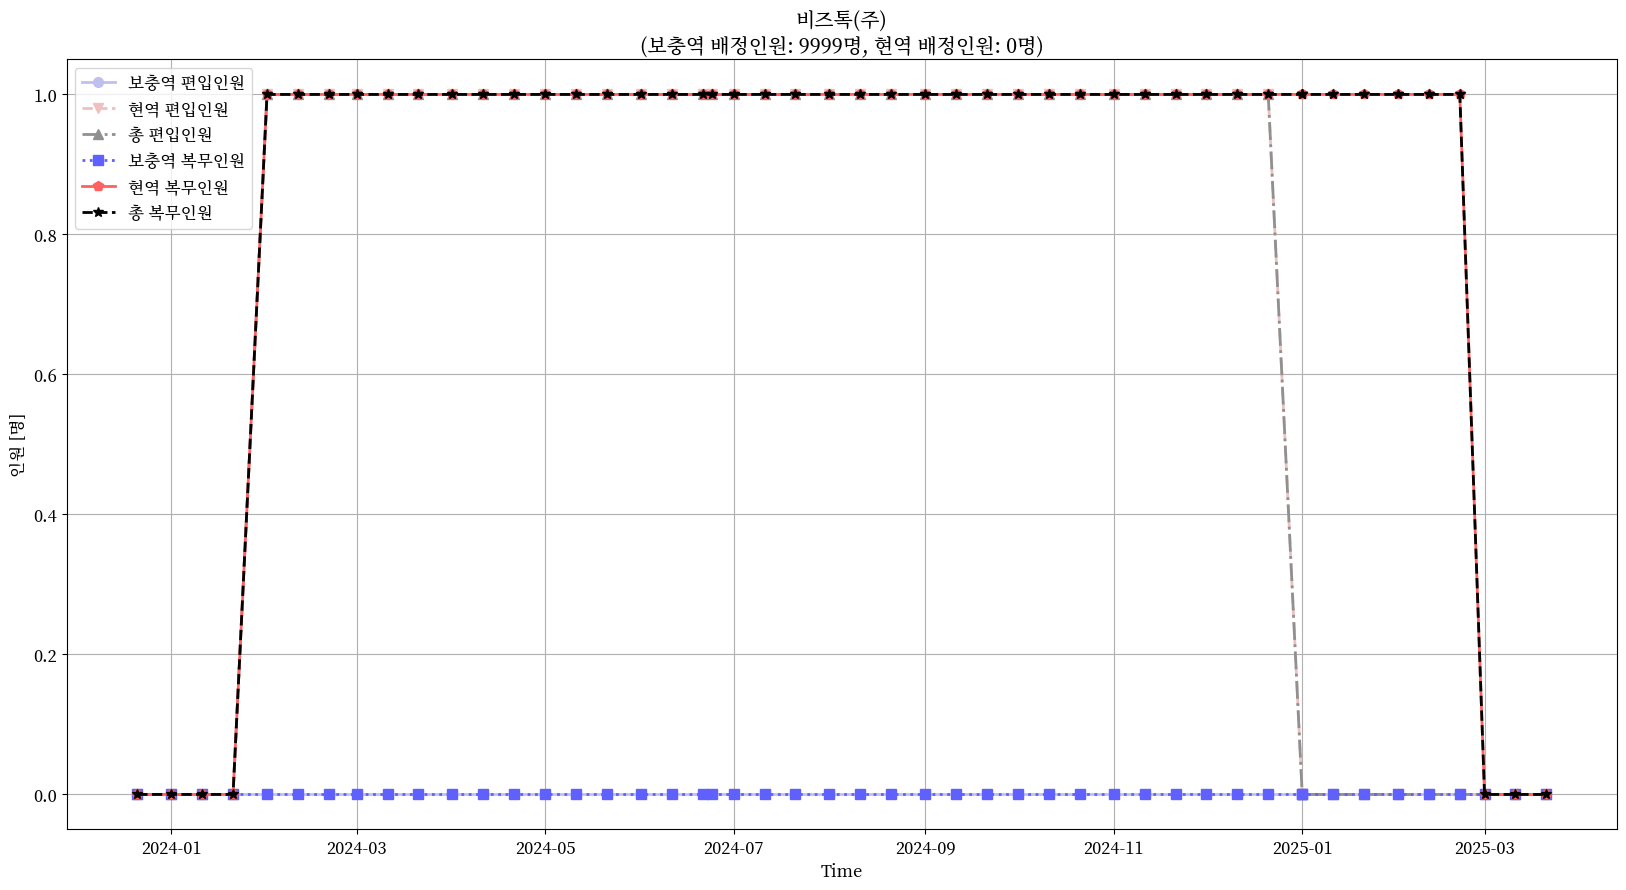 비즈톡(주)
(보충역 배정인원: 9999명, 현역 배정인원: 0명)
보충역 편입인원
현역 편입인원
총 편입인원
보충역 복무인원
현역 복무인원
총 복무인원
1.0
0.8
0.6
0.4
0.2
0.0
인원 [명]
2024-01
2024-03
2024-05
2024-07
2024-09
2024-11
2025-01
2025-03
Time